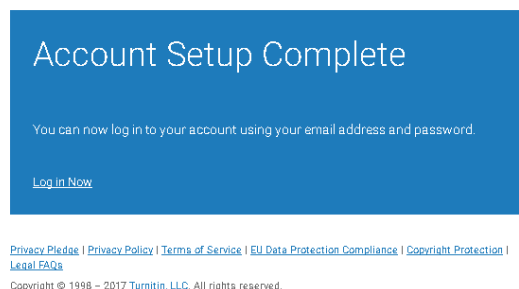 Account Setup Complete
You can now log in to your account using your email address and password.
Log in Now
Privacy Pledge | Privacy Policy | Terms of Service | EU Data Protection Compliance | Copyright Protection |
Legal FAQs
Copyright © 1998 – 2017 Turnitin, LLC. All rights reserved.